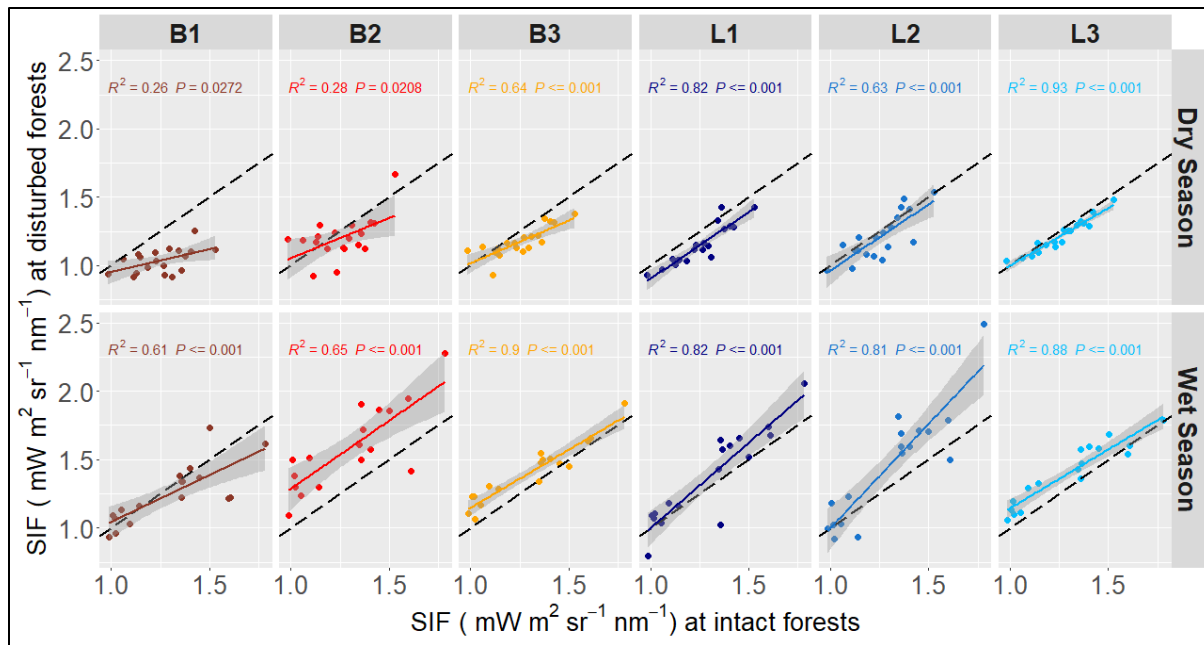 B1 B2 B3 L1 L2 L3
2.5
R² = 0.26 P = 0.0272 R² = 0.28 P = 0.0208 R² = 0.64 P <= 0.001 R² = 0.82 P <= 0.001 R² = 0.63 P <= 0.001 R² = 0.93 P <= 0.001
2.0
1.5
1.0
SIF ( mW m² sr⁻¹ nm⁻¹) at disturbed forests
Dry Season
2.5
R² = 0.61 P <= 0.001 R² = 0.65 P <= 0.001 R² = 0.9 P <= 0.001 R² = 0.82 P <= 0.001 R² = 0.81 P <= 0.001 R² = 0.88 P <= 0.001
2.0
1.5
1.0
Wet Season
1.0 1.5 1.0 1.5 1.0 1.5 1.0 1.5 1.0 1.5 1.0 1.5
SIF ( mW m² sr⁻¹ nm⁻¹) at intact forests